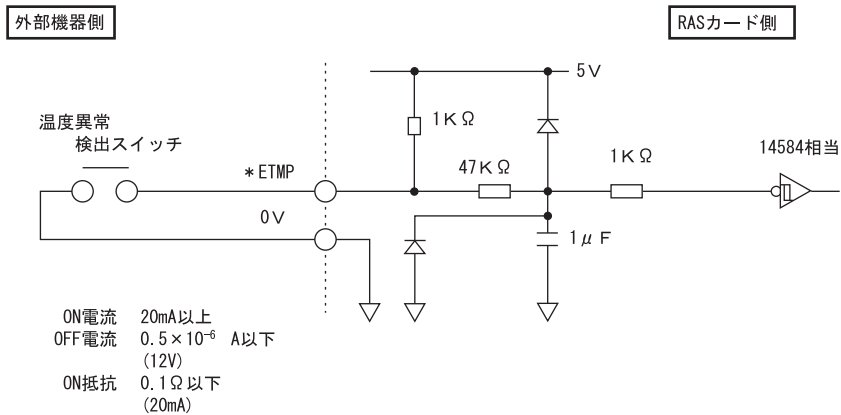 外部機器側
RASカード側
5V
温度異常
検出スイッチ
1KΩ
*ETMP
47KΩ
1KΩ
14584相当
0V
1μF
ON電流 20mA以上
OFF電流 0.5×10⁻⁶ A以下
(12V)
ON抵抗 0.1Ω以下
(20mA)